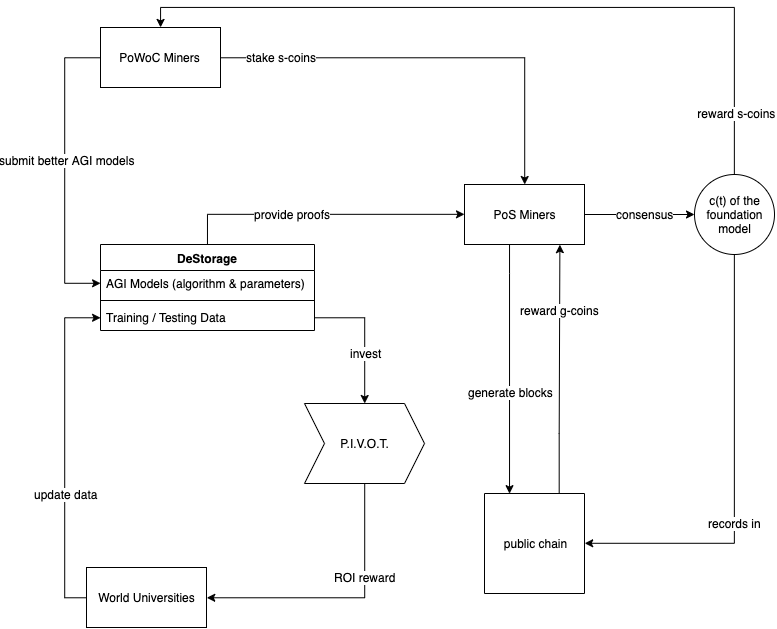 PoWoC Miners
stake s-coins
reward s-coins
submit better AGI models
c(t) of the
foundation
model
provide proofs
PoS Miners
consensus
DeStorage
AGI Models (algorithm & parameters)
Training / Testing Data
reward g-coins
invest
generate blocks
P.I.V.O.T.
update data
records in
public chain
ROI reward
World Universities